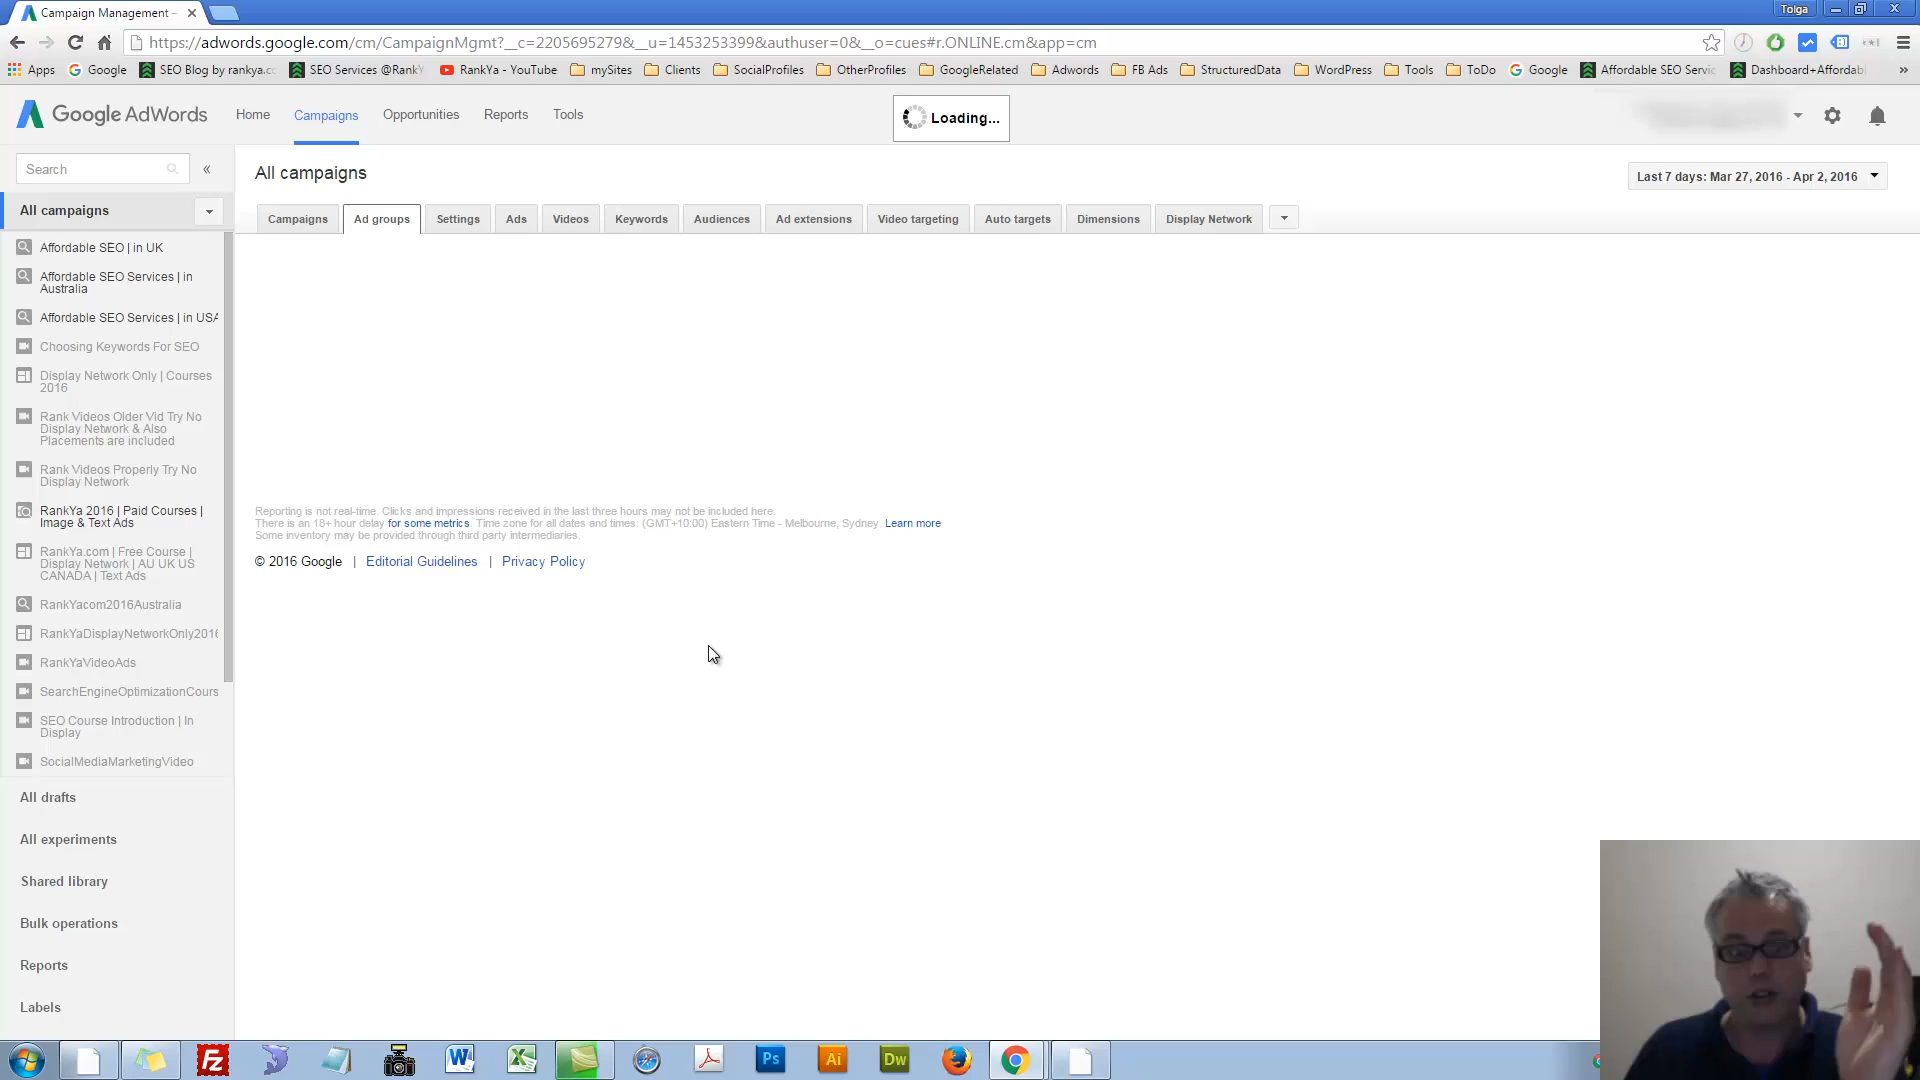 Campaign Management -
Tolga
https://adwords.google.com/cm/CampaignMgmt?__c=2205695279&__u=1453253399&authuser=0&__o=cues#r.ONLINE.cm&app=cm
Apps Google SEO Blog by rankya.c SEO Services @Rank RankYa - YouTube mySites Clients SocialProfiles OtherProfiles GoogleRelated Adwords FB Ads StructuredData WordPress Tools ToDo Google Affordable SEO Servic Dashboard+Affordabl »
Google AdWords Home Campaigns Opportunities Reports Tools Loading...
Search «
All campaigns
Last 7 days: Mar 27, 2016 - Apr 2, 2016
All campaigns
Campaigns Ad groups Settings Ads Videos Keywords Audiences Ad extensions Video targeting Auto targets Dimensions Display Network
Affordable SEO | in UK
Affordable SEO Services | in
Australia
Affordable SEO Services | in USA
Choosing Keywords For SEO
Display Network Only | Courses
2016
Rank Videos Older Vid Try No
Display Network & Also
Placements are included
Rank Videos Properly Try No
Display Network
RankYa 2016 | Paid Courses |
Image & Text Ads
RankYa.com | Free Course |
Display Network | AU UK US
CANADA | Text Ads
RankYacom2016Australia
RankYaDisplayNetworkOnly2016
RankYaVideoAds
SearchEngineOptimizationCours
SEO Course Introduction | In
Display
SocialMediaMarketingVideo
All drafts
All experiments
Shared library
Bulk operations
Reports
Labels
Reporting is not real-time. Clicks and impressions received in the last three hours may not be included here.
There is an 18+ hour delay for some metrics. Time zone for all dates and times: (GMT+10:00) Eastern Time - Melbourne, Sydney. Learn more
Some inventory may be provided through third party intermediaries.
© 2016 Google | Editorial Guidelines | Privacy Policy
Fz W X Ps Ai Dw